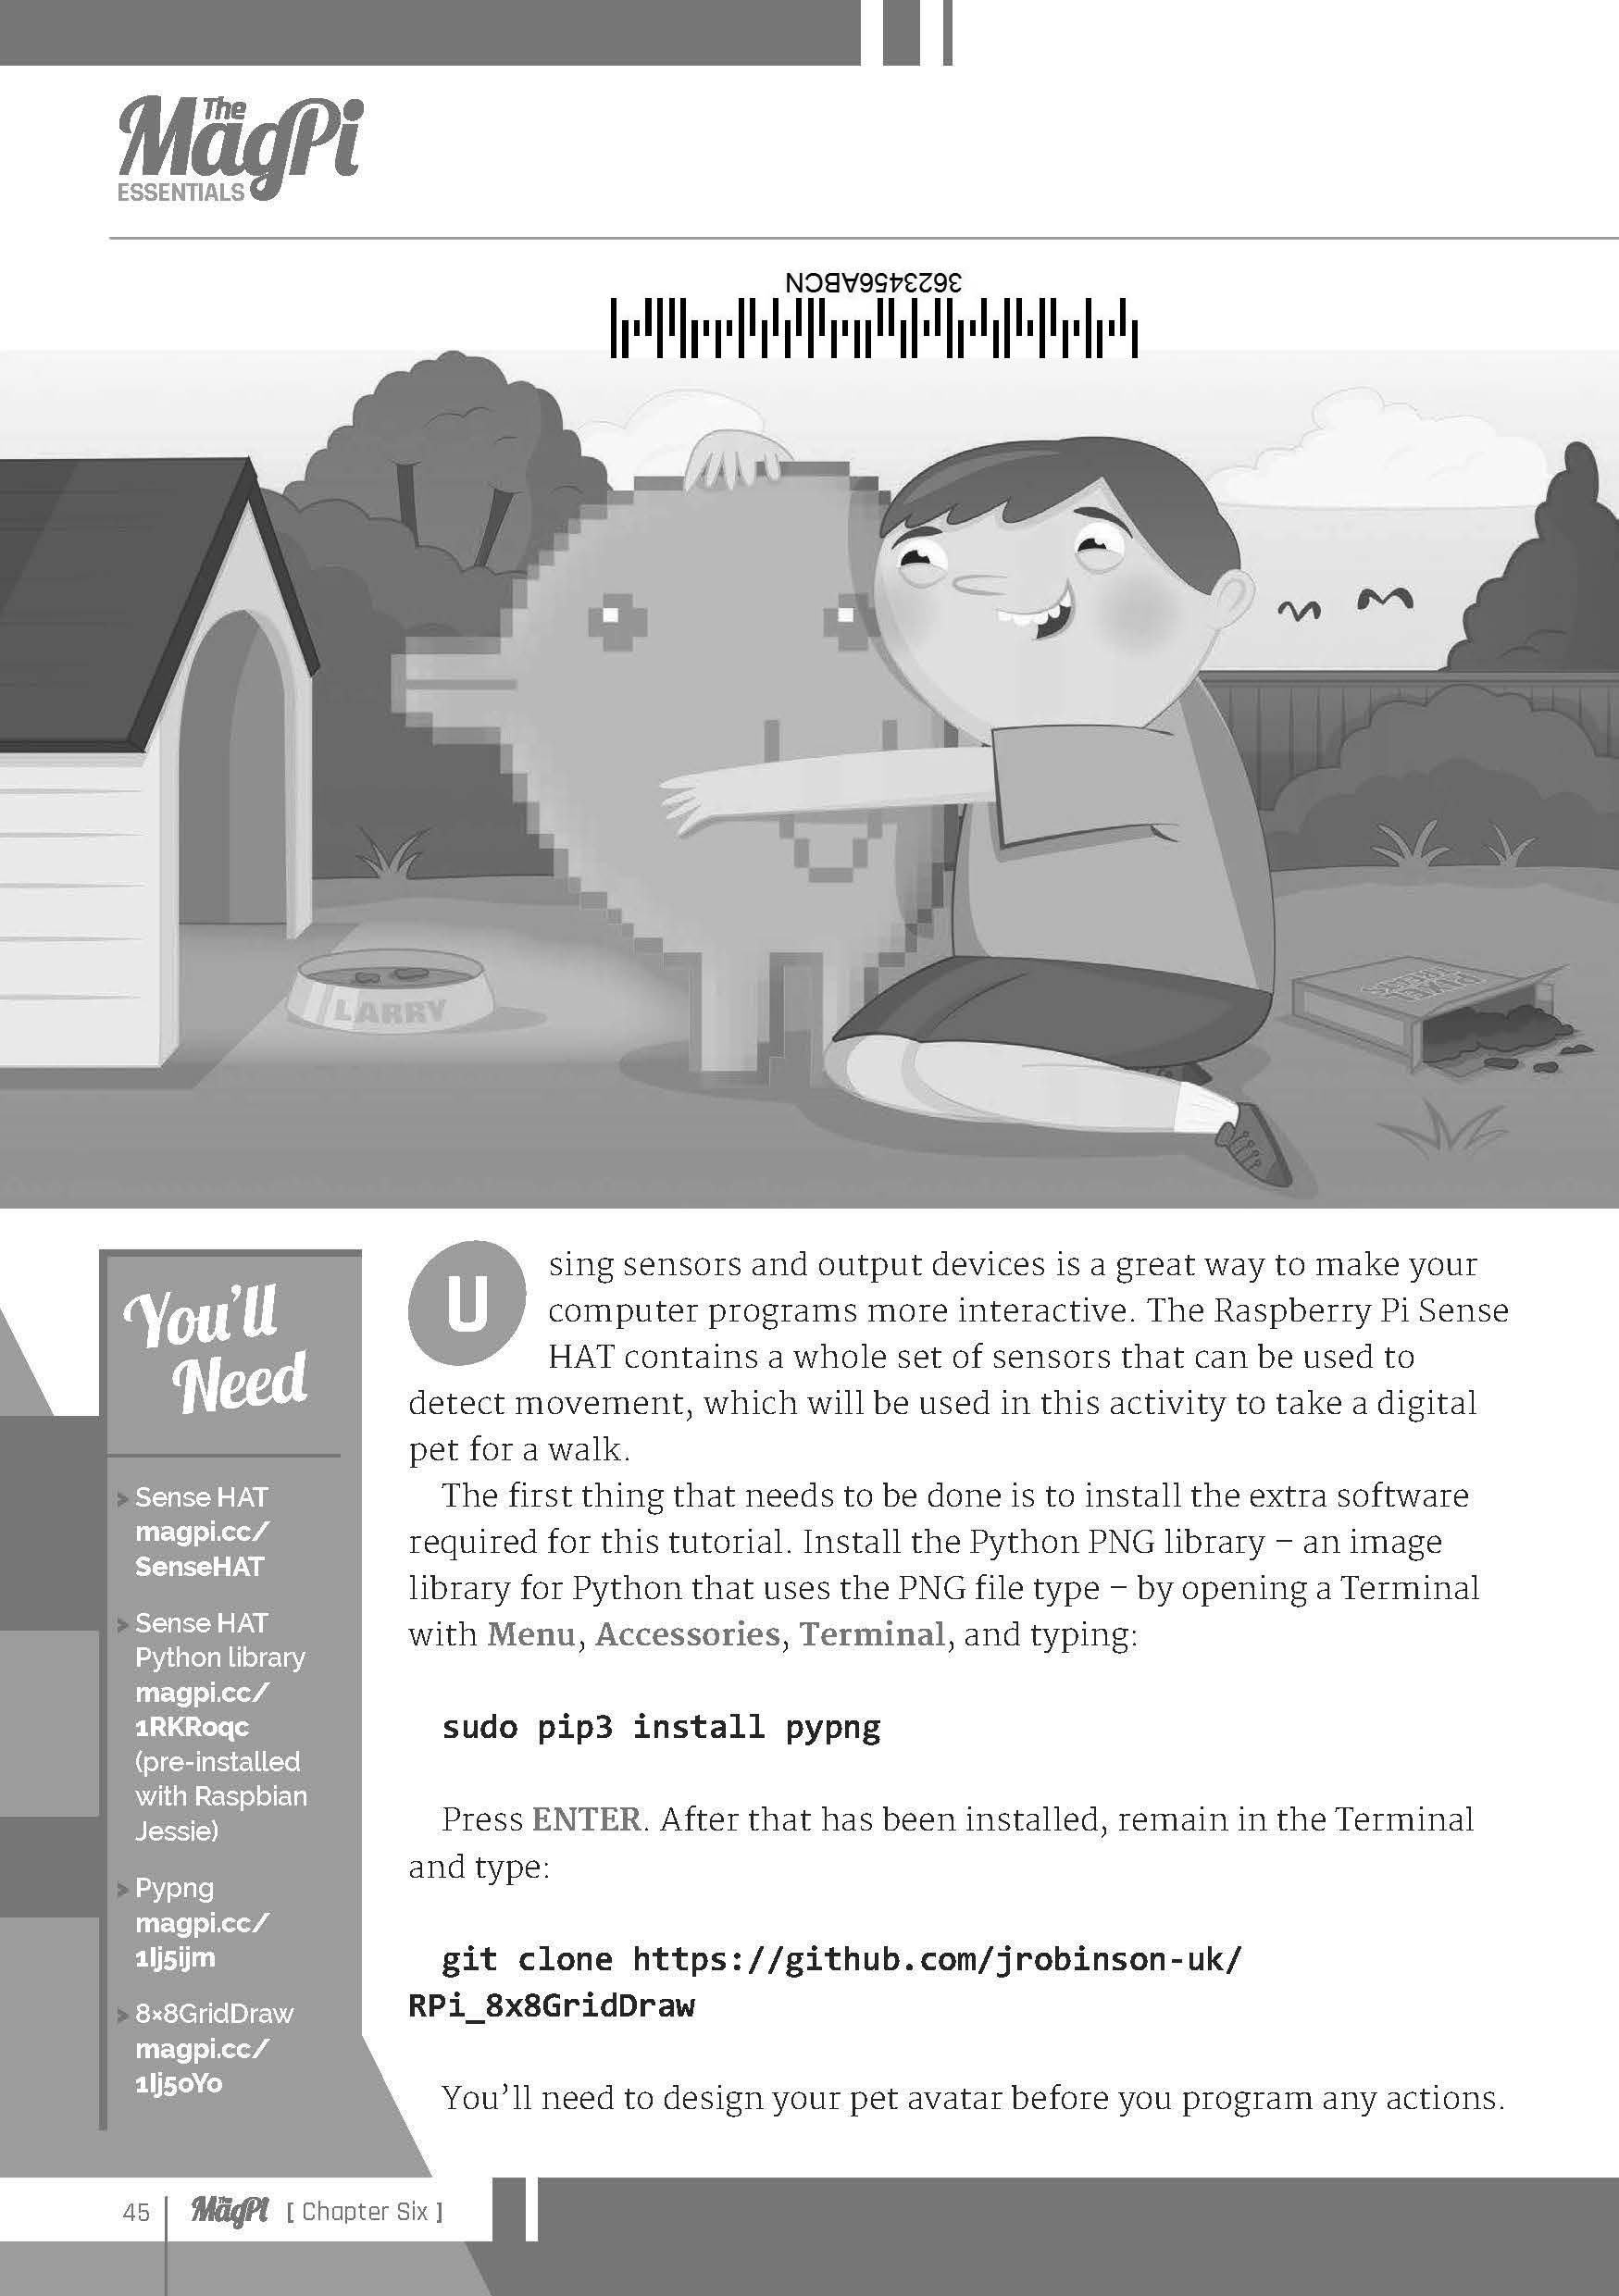 The
MagPi
ESSENTIALS
3623456ABCN
LARRY
PIXEL
You'll
Need
> Sense HAT
magpi.cc/
SenseHAT
> Sense HAT
Python library
magpi.cc/
1RKRoqc
(pre-installed
with Raspbian
Jessie)
> Pypng
magpi.cc/
1Ij5ijm
> 8×8GridDraw
magpi.cc/
1Ij5oYo
Using sensors and output devices is a great way to make your
computer programs more interactive. The Raspberry Pi Sense
HAT contains a whole set of sensors that can be used to
detect movement, which will be used in this activity to take a digital
pet for a walk.
The first thing that needs to be done is to install the extra software
required for this tutorial. Install the Python PNG library – an image
library for Python that uses the PNG file type – by opening a Terminal
with Menu, Accessories, Terminal, and typing:
sudo pip3 install pypng
Press ENTER. After that has been installed, remain in the Terminal
and type:
git clone https://github.com/jrobinson-uk/
RPi_8x8GridDraw
You'll need to design your pet avatar before you program any actions.
45 The MagPi [ Chapter Six ]